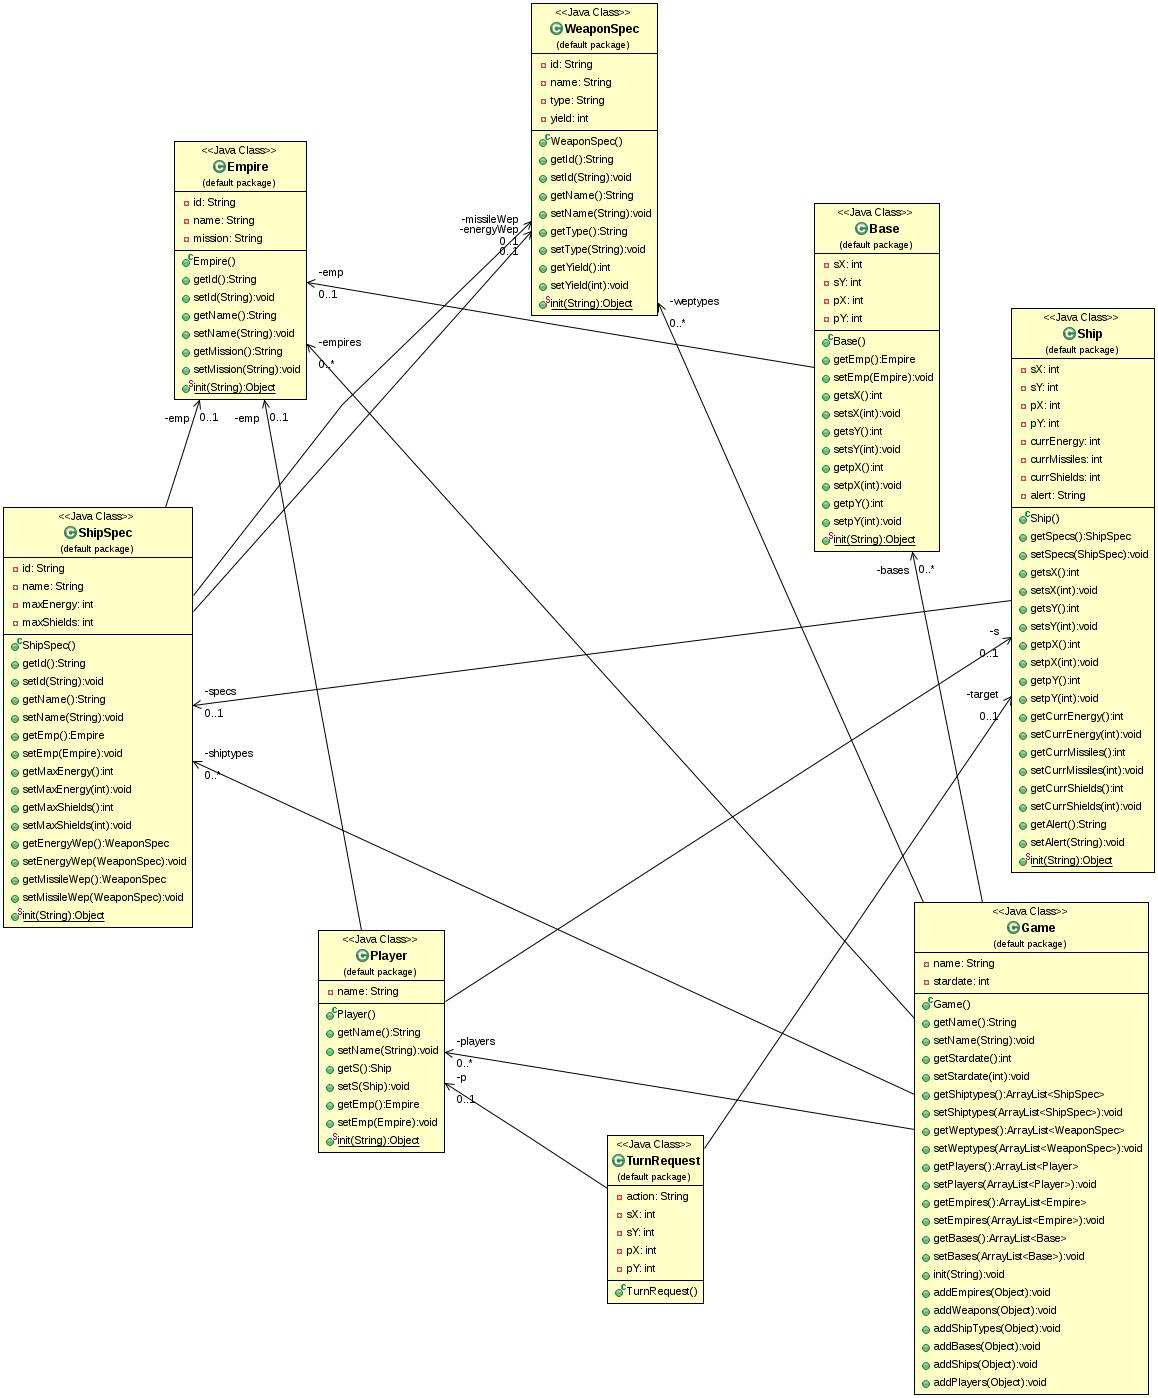 <<Java Class>>
WeaponSpec
(default package)
id: String
name: String
type: String
yield: int
WeaponSpec()
getId():String
setId(String):void
getName():String
setName(String):void
getType():String
setType(String):void
getYield():int
setYield(int):void
init(String):Object
<<Java Class>>
Empire
(default package)
id: String
name: String
mission: String
Empire()
getId():String
setId(String):void
getName():String
setName(String):void
getMission():String
setMission(String):void
init(String):Object
<<Java Class>>
Base
(default package)
sX: int
sY: int
pX: int
pY: int
Base()
getEmp():Empire
setEmp(Empire):void
getsX():int
setsX(int):void
getsY():int
setsY(int):void
getpX():int
setpX(int):void
getpY():int
setpY(int):void
init(String):Object
<<Java Class>>
Ship
(default package)
sX: int
sY: int
pX: int
pY: int
currEnergy: int
currMissiles: int
currShields: int
alert: String
Ship()
getSpecs():ShipSpec
setSpecs(ShipSpec):void
getsX():int
setsX(int):void
getsY():int
setsY(int):void
getpX():int
setpX(int):void
getpY():int
setpY(int):void
getCurrEnergy():int
setCurrEnergy(int):void
getCurrMissiles():int
setCurrMissiles(int):void
getCurrShields():int
setCurrShields(int):void
getAlert():String
setAlert(String):void
init(String):Object
<<Java Class>>
ShipSpec
(default package)
id: String
name: String
maxEnergy: int
maxShields: int
ShipSpec()
getId():String
setId(String):void
getName():String
setName(String):void
getEmp():Empire
setEmp(Empire):void
getMaxEnergy():int
setMaxEnergy(int):void
getMaxShields():int
setMaxShields(int):void
getEnergyWep():WeaponSpec
setEnergyWep(WeaponSpec):void
getMissileWep():WeaponSpec
setMissileWep(WeaponSpec):void
init(String):Object
<<Java Class>>
Player
(default package)
name: String
Player()
getName():String
setName(String):void
getS():Ship
setS(Ship):void
getEmp():Empire
setEmp(Empire):void
init(String):Object
<<Java Class>>
TurnRequest
(default package)
action: String
sX: int
sY: int
pX: int
pY: int
TurnRequest()
<<Java Class>>
Game
(default package)
name: String
stardate: int
Game()
getName():String
setName(String):void
getStardate():int
setStardate(int):void
getShiptypes():ArrayList<ShipSpec>
setShiptypes(ArrayList<ShipSpec>):void
getWeptypes():ArrayList<WeaponSpec>
setWeptypes(ArrayList<WeaponSpec>):void
getPlayers():ArrayList<Player>
setPlayers(ArrayList<Player>):void
getEmpires():ArrayList<Empire>
setEmpires(ArrayList<Empire>):void
getBases():ArrayList<Base>
setBases(ArrayList<Base>):void
init(String):void
addEmpires(Object):void
addWeapons(Object):void
addShipTypes(Object):void
addBases(Object):void
addShips(Object):void
addPlayers(Object):void
-missileWep
-energyWep
0..1
0..1
-emp
0..1
-weptypes
0..*
-empires
0..*
-emp 0..1
-emp 0..1
-bases 0..*
-s
0..1
-target
0..1
-specs
0..1
-shiptypes
0..*
-players
0..*
-p
0..1